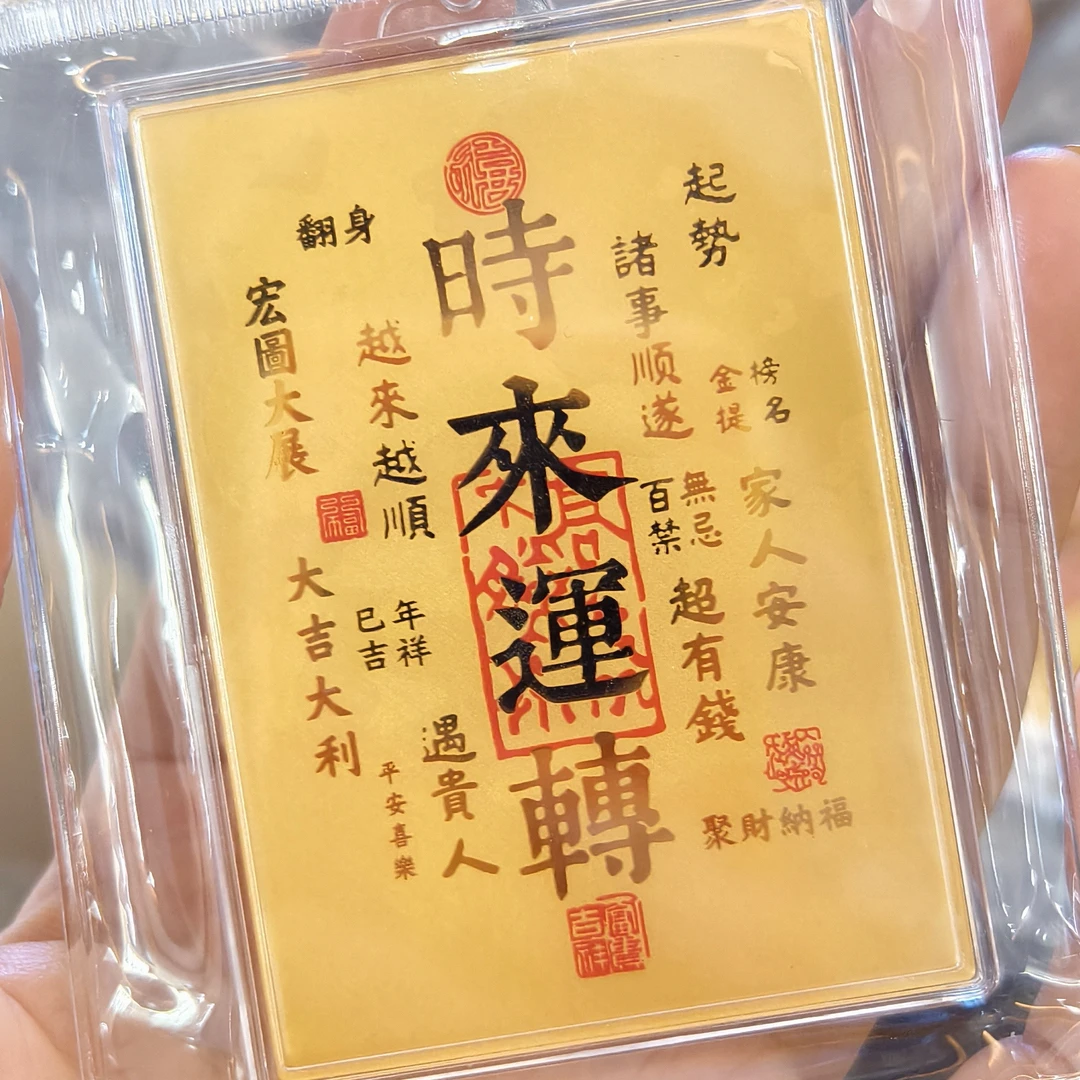 時來運轉
起勢
諸事順遂
金榜
提名
家人安康
百無
禁忌
超有錢
聚財納福
翻身
宏圖大展
越來越順
大吉大利
巳年
吉祥
遇貴人
平安喜樂
福